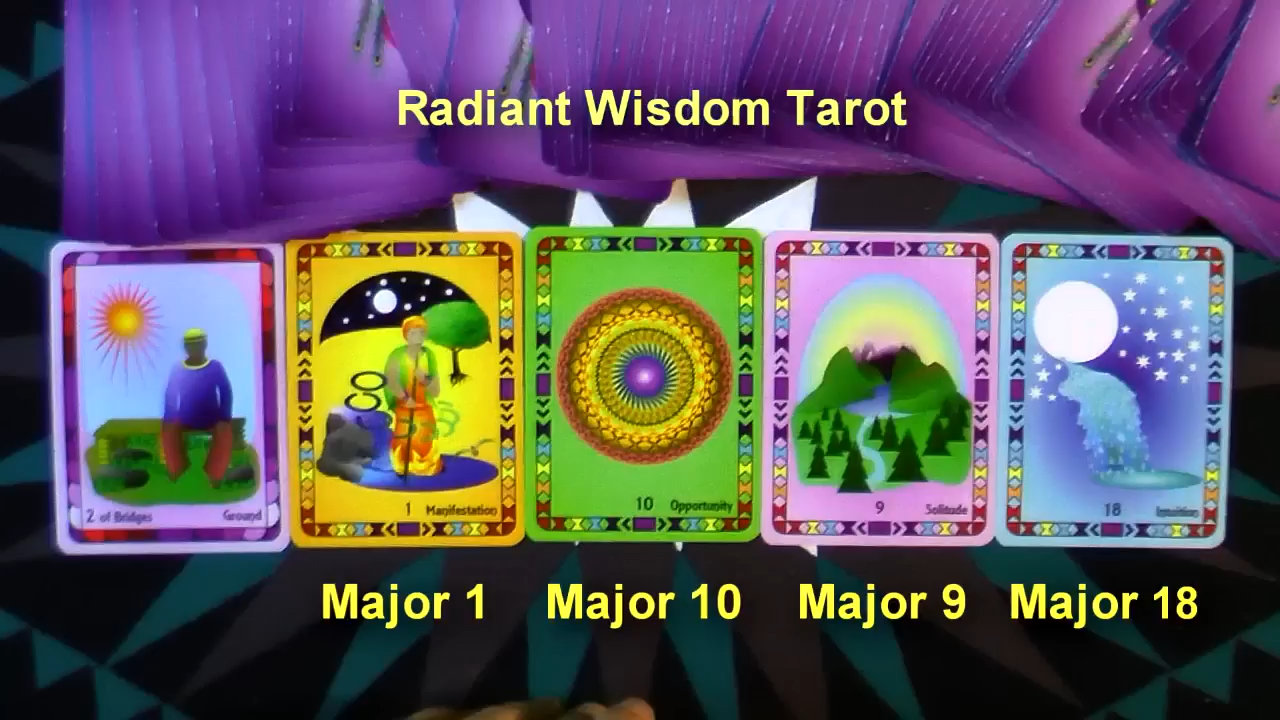 Radiant Wisdom Tarot
2 of Bridges Ground
1 Manifestation
10 Opportunity
9 Solitude
18 Intuition
Major 1 Major 10 Major 9 Major 18